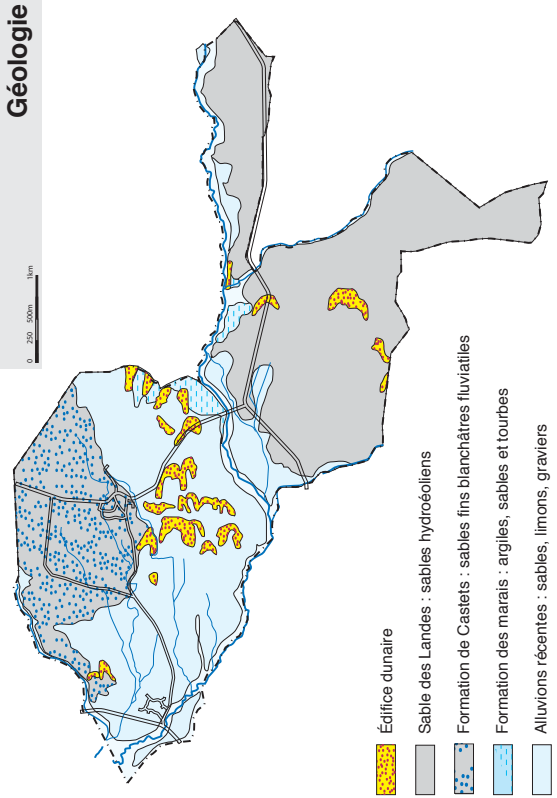 Géologie
0 250 500m 1km
Édifice dunaire
Sable des Landes : sables hydroéoliens
Formation de Castets : sables fins blanchâtres fluviatiles
Formation des marais : argiles, sables et tourbes
Alluvions récentes : sables, limons, graviers